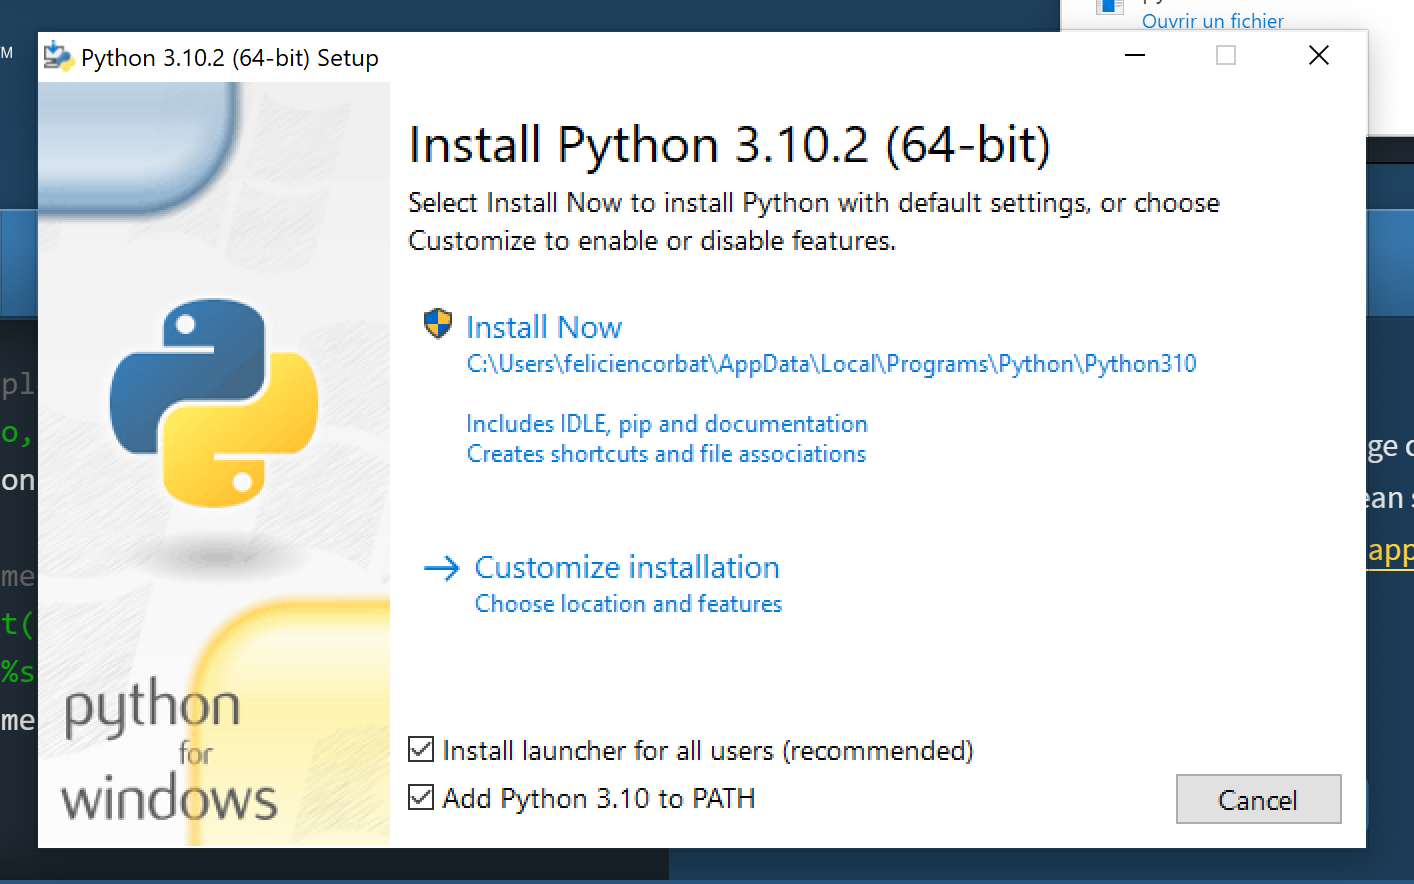 Ouvrir un fichier
TM
Python 3.10.2 (64-bit) Setup
Install Python 3.10.2 (64-bit)
Select Install Now to install Python with default settings, or choose
Customize to enable or disable features.
Install Now
C:\Users\feliciencorbat\AppData\Local\Programs\Python\Python310
Includes IDLE, pip and documentation
Creates shortcuts and file associations
Customize installation
Choose location and features
Install launcher for all users (recommended)
Add Python 3.10 to PATH
Cancel
python
for
windows
pl
o,
on
me
t(
%s
me
ge
ean
app